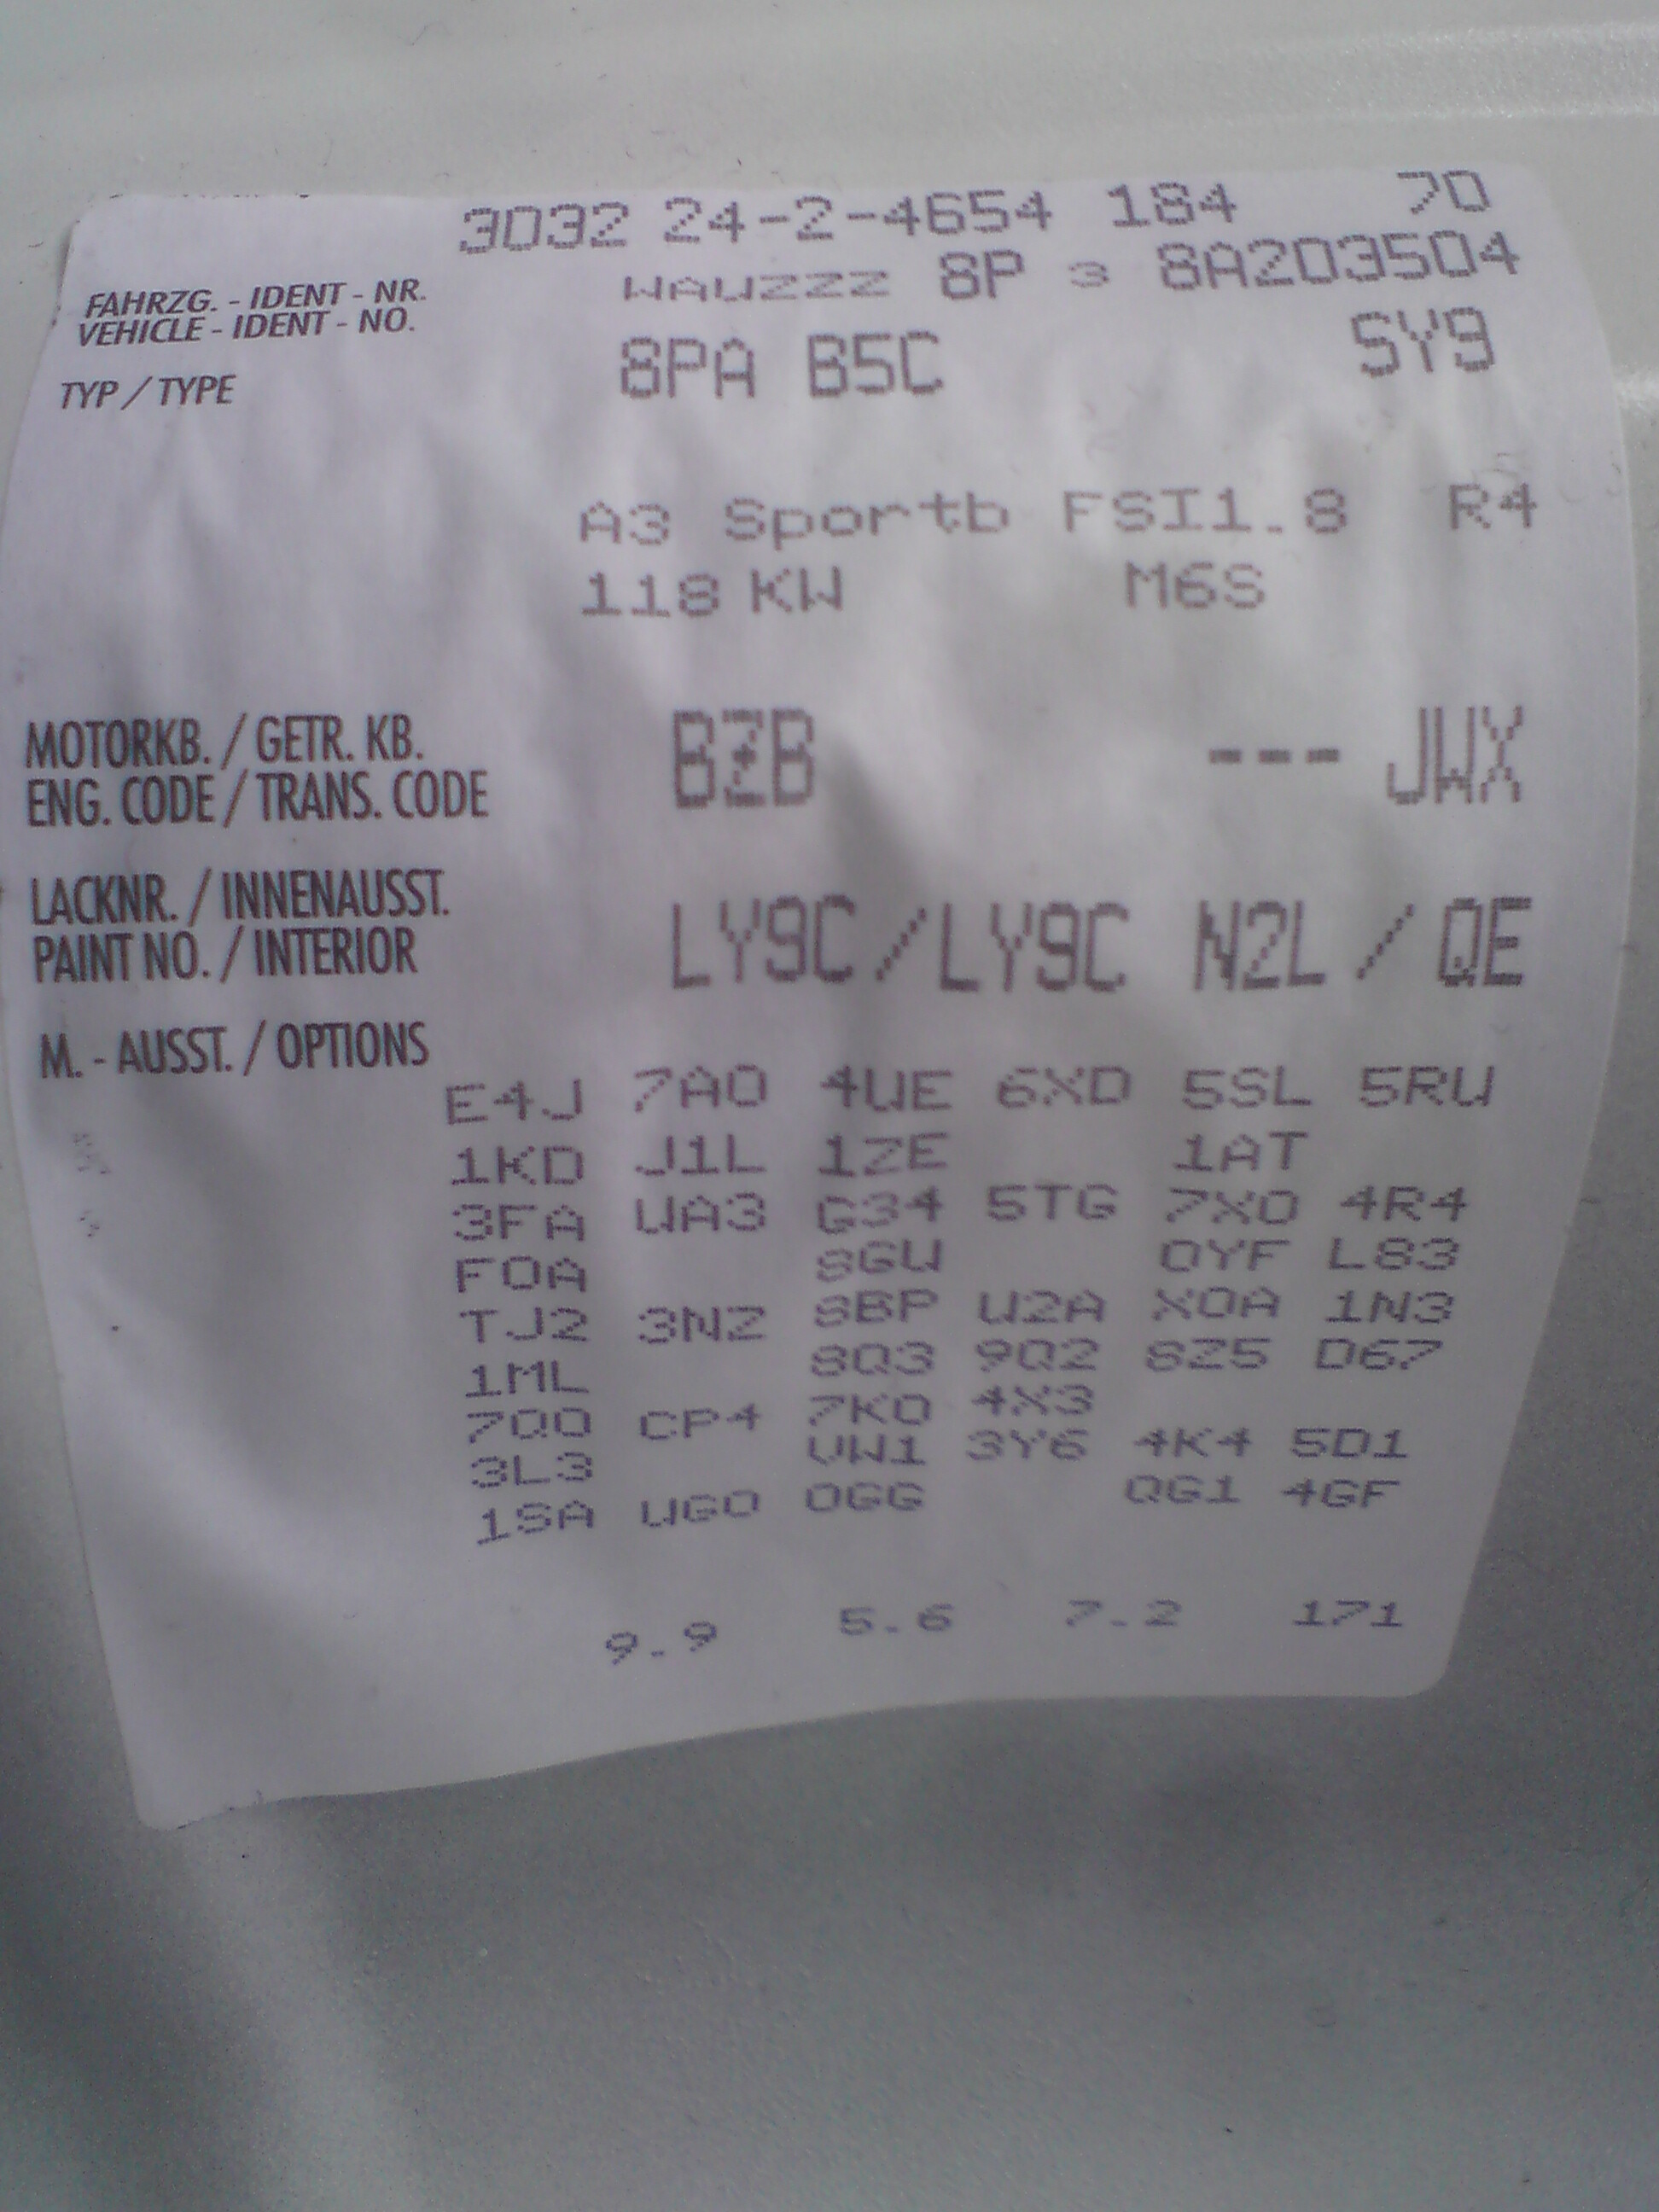 3032 24-2-4654 184 70
FAHRZG. - IDENT - NR.
VEHICLE - IDENT - NO.
WAUZZZ 8P 3 8A203504
TYP / TYPE 8PA B5C SY9
A3 Sportb FSI1.8 R4
118 KW M6S
MOTORKB. / GETR. KB.
ENG. CODE / TRANS. CODE
BZB --- JWX
LACKNR. / INNENAUSST.
PAINT NO. / INTERIOR
LY9C/LY9C N2L / QE
M. - AUSST. / OPTIONS
E4J 7A0 4UE 6XD 5SL 5RU
1KD J1L 1ZE 1AT
3FA UA3 G34 5TG 7X0 4R4
F0A 8GU 0YF L83
TJ2 3NZ 8BP U2A X0A 1N3
1ML 8Q3 9Q2 8Z5 D67
7Q0 CP4 7K0 4X3
3L3 VW1 3Y6 4K4 5D1
1SA UG0 0GG QG1 4GF
9.9 5.6 7.2 171